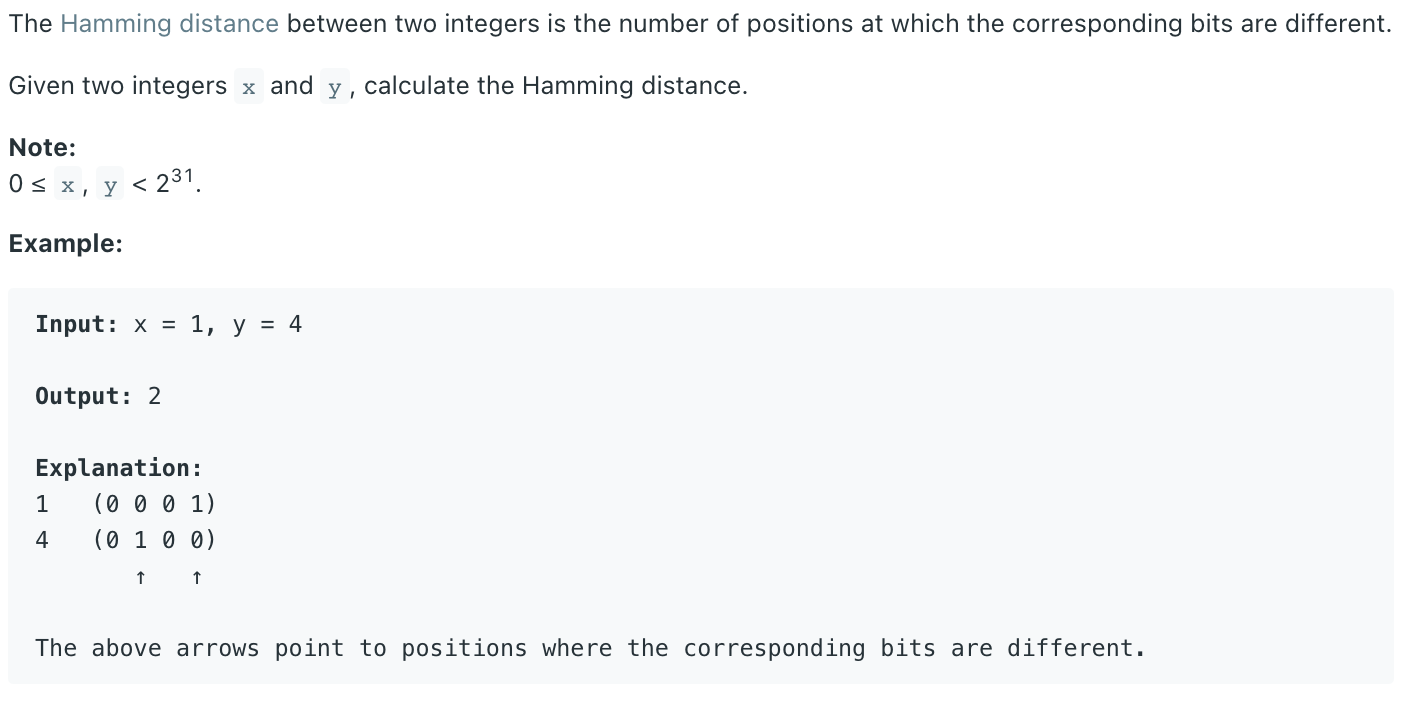 The Hamming distance between two integers is the number of positions at which the corresponding bits are different.
Given two integers x and y, calculate the Hamming distance.
Note:
0 ≤ x, y < 2³¹.
Example:
Input: x = 1, y = 4
Output: 2
Explanation:
1   (0 0 0 1)
4   (0 1 0 0)
       ↑   ↑
The above arrows point to positions where the corresponding bits are different.